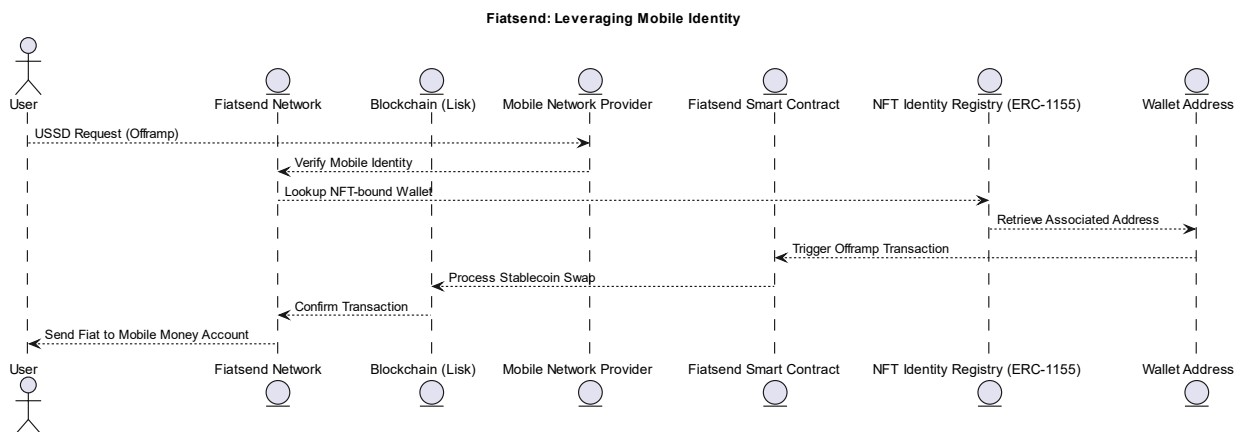 Fiatsend: Leveraging Mobile Identity
User
Fiatsend Network
Blockchain (Lisk)
Mobile Network Provider
Fiatsend Smart Contract
NFT Identity Registry (ERC-1155)
Wallet Address
USSD Request (Offramp)
Verify Mobile Identity
Lookup NFT-bound Wallet
Retrieve Associated Address
Trigger Offramp Transaction
Process Stablecoin Swap
Confirm Transaction
Send Fiat to Mobile Money Account
User
Fiatsend Network
Blockchain (Lisk)
Mobile Network Provider
Fiatsend Smart Contract
NFT Identity Registry (ERC-1155)
Wallet Address